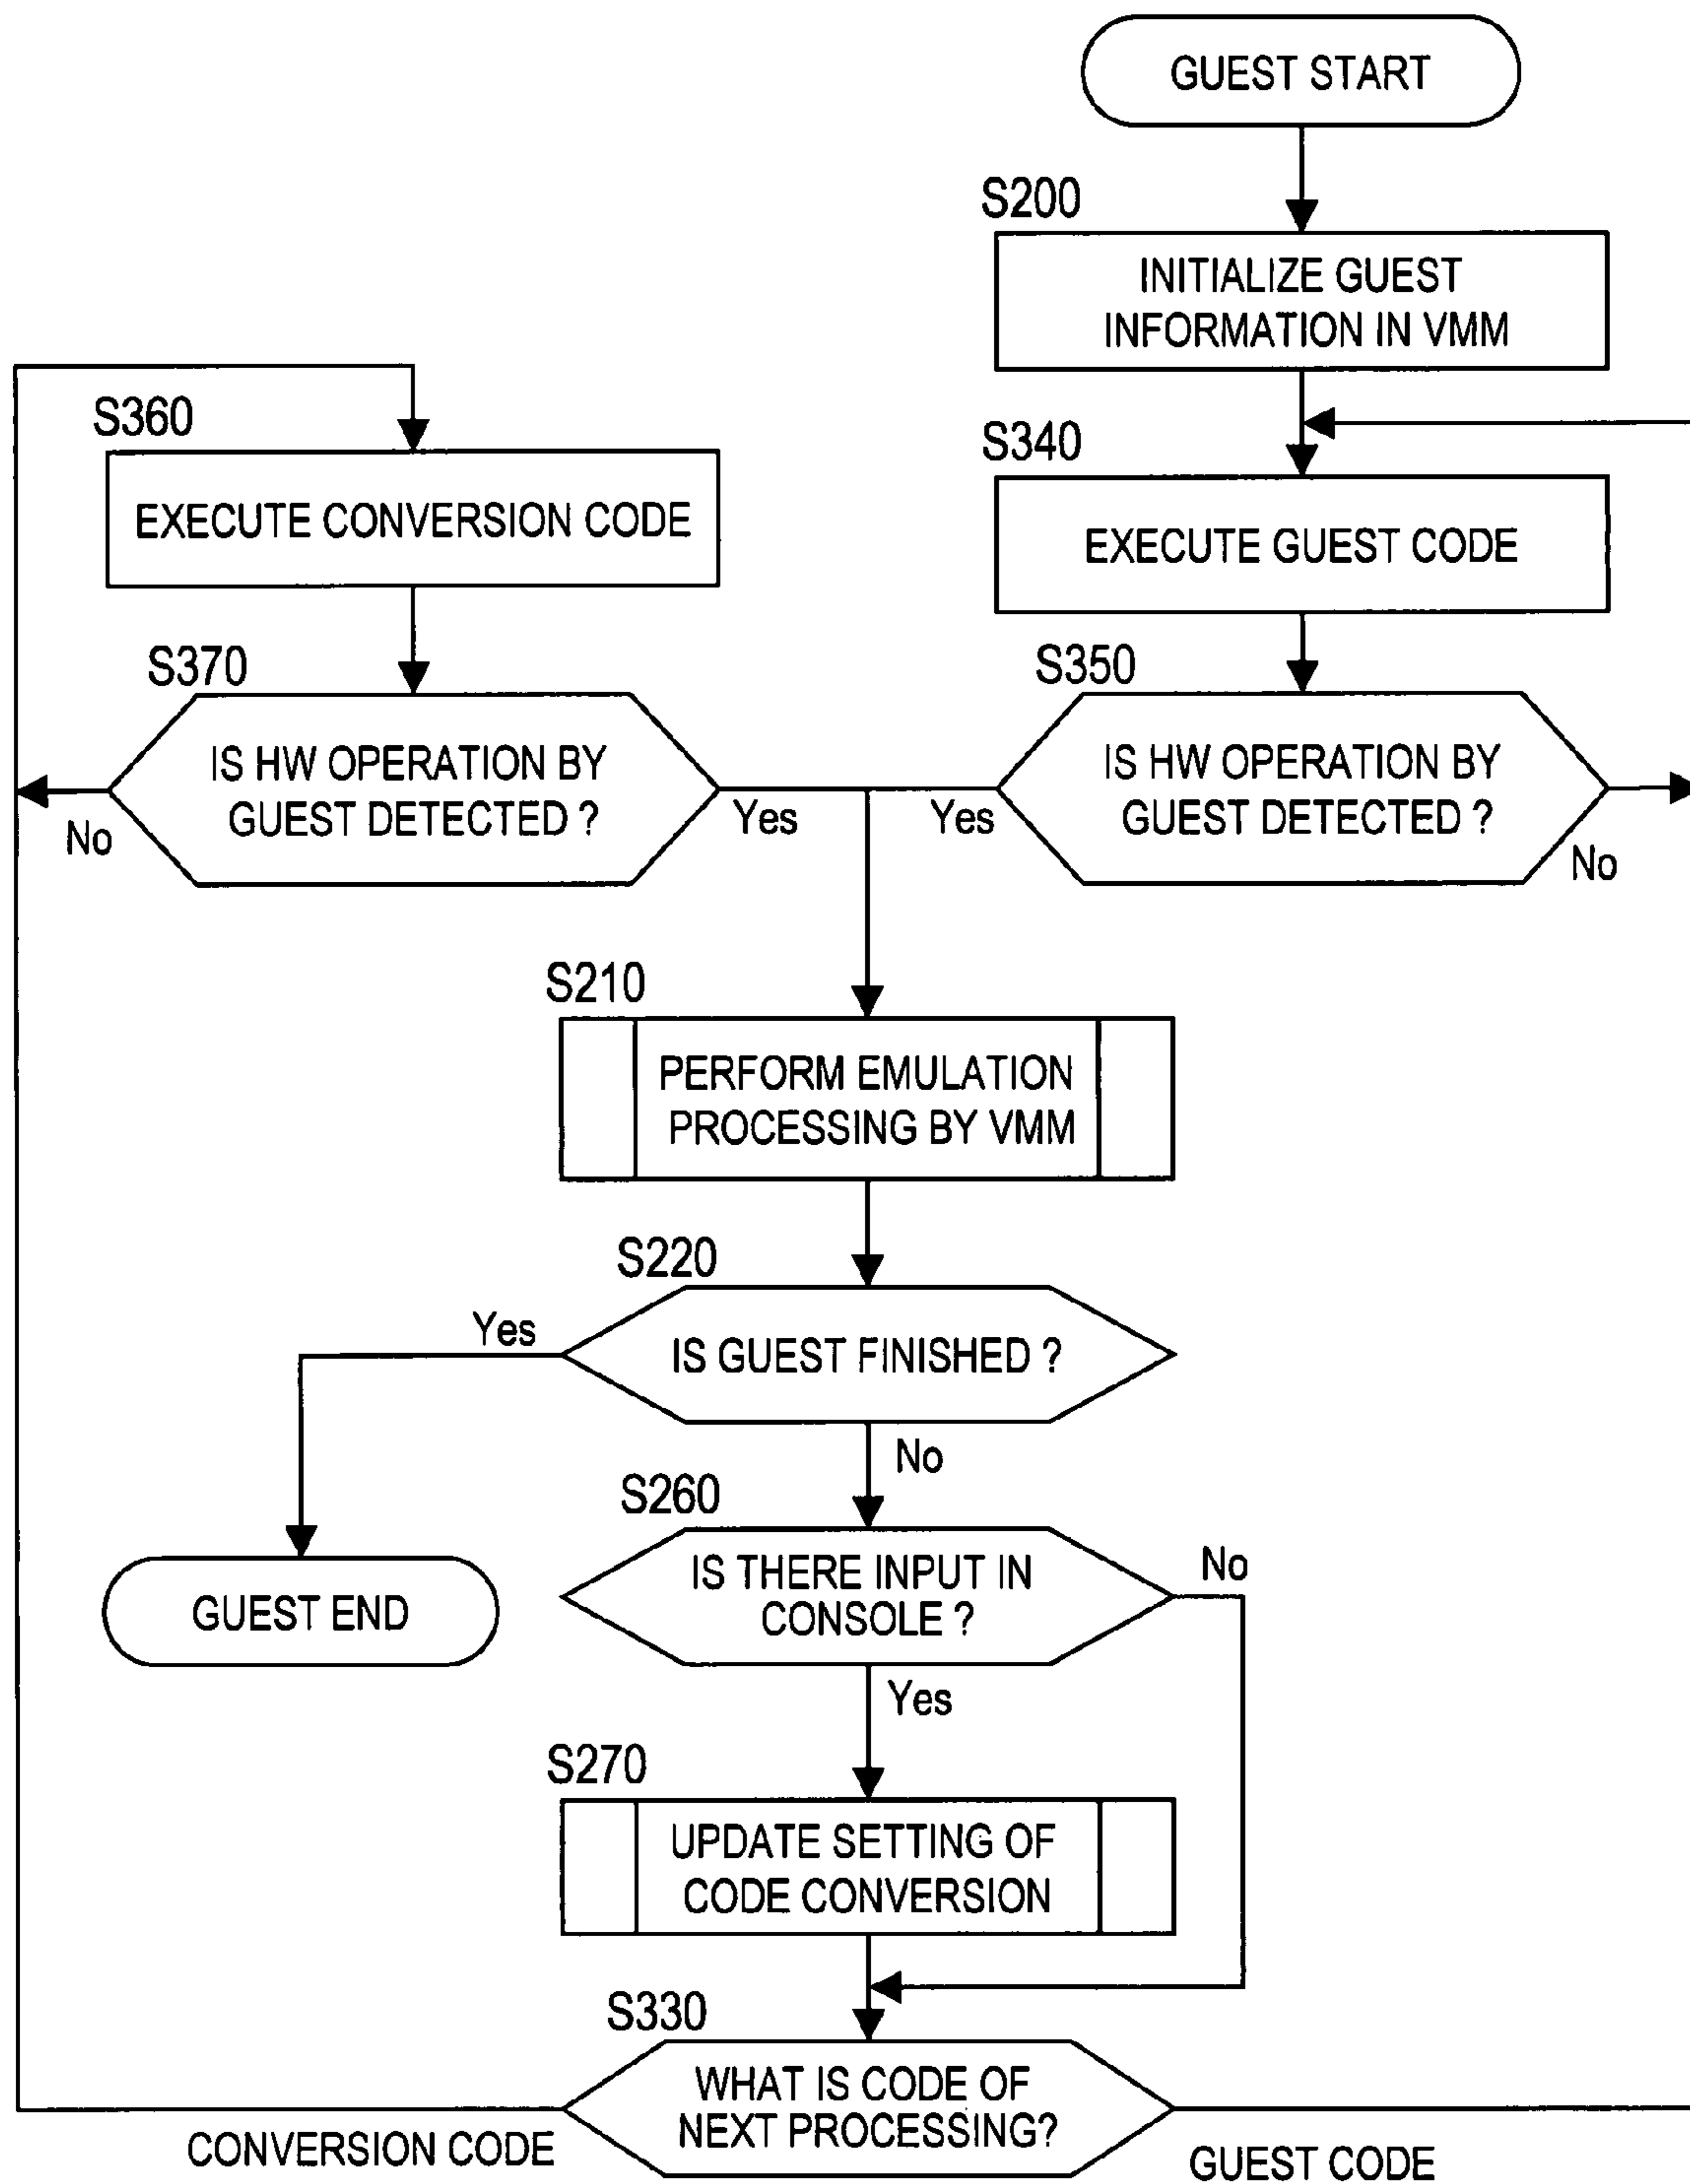 GUEST START
S200
INITIALIZE GUEST
INFORMATION IN VMM
S360
EXECUTE CONVERSION CODE
S340
EXECUTE GUEST CODE
S370
IS HW OPERATION BY
GUEST DETECTED ?
No
Yes
S350
IS HW OPERATION BY
GUEST DETECTED ?
Yes
No
S210
PERFORM EMULATION
PROCESSING BY VMM
S220
IS GUEST FINISHED ?
Yes
No
GUEST END
S260
IS THERE INPUT IN
CONSOLE ?
No
Yes
S270
UPDATE SETTING OF
CODE CONVERSION
S330
WHAT IS CODE OF
NEXT PROCESSING?
CONVERSION CODE
GUEST CODE